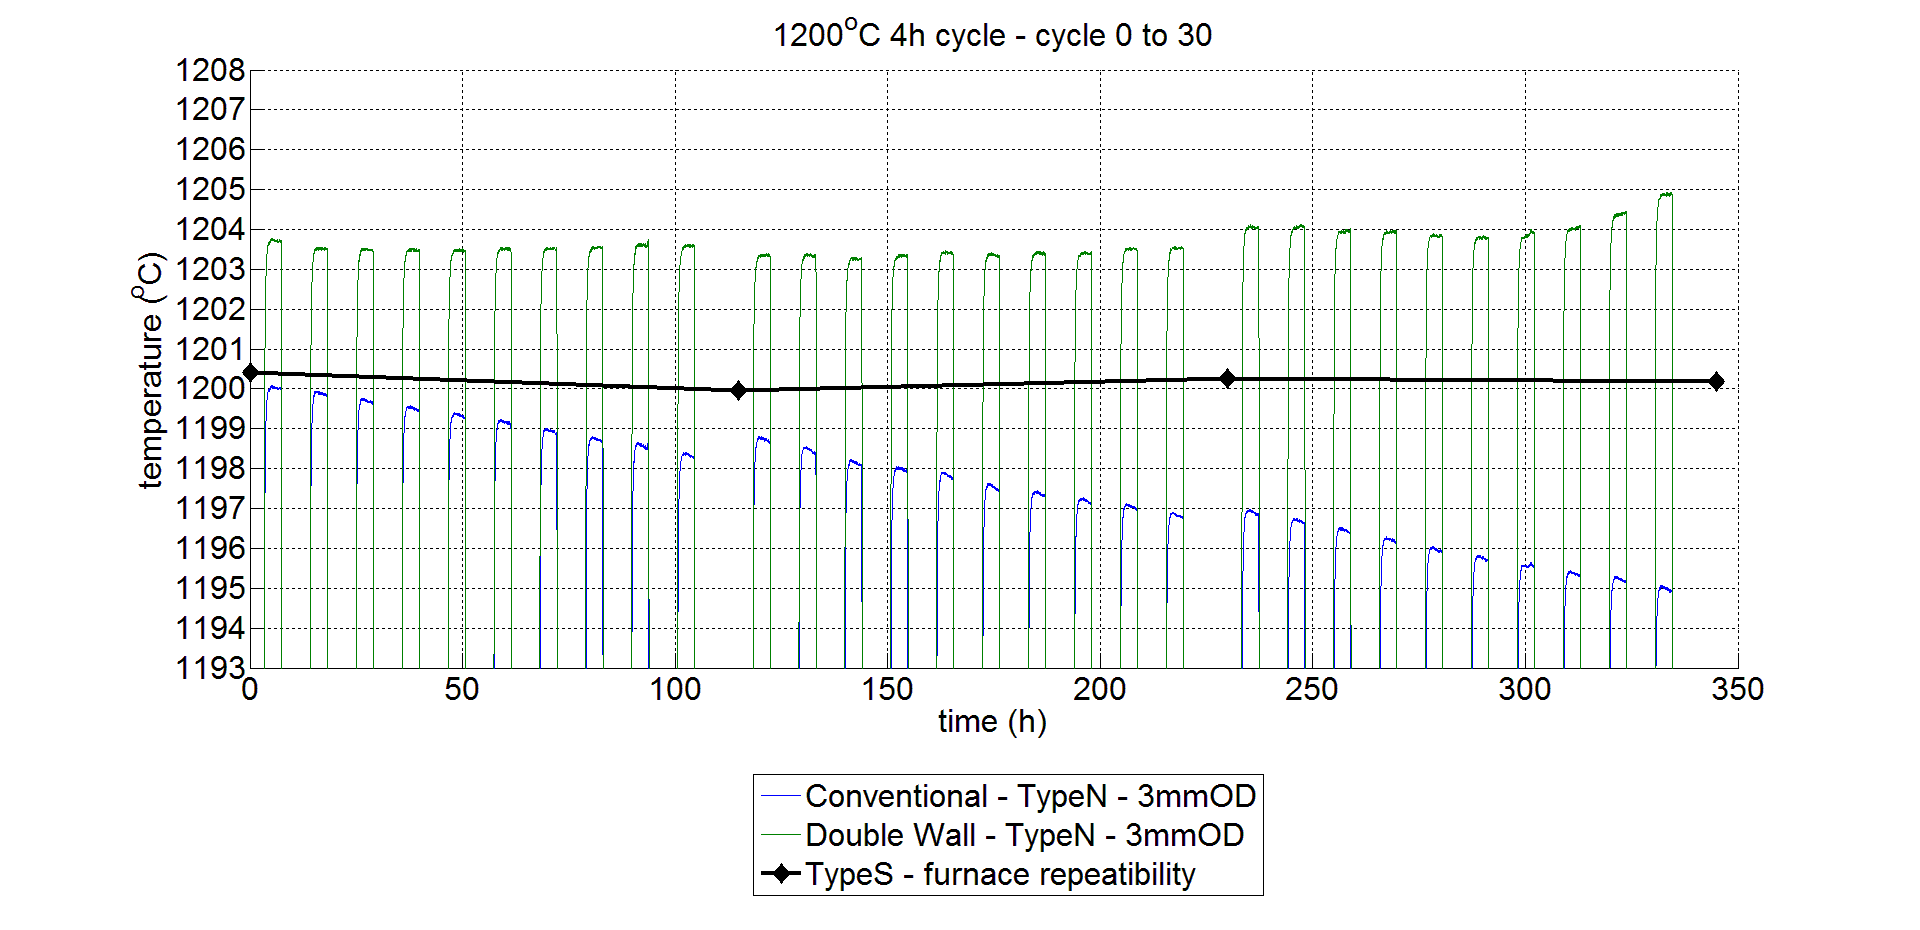 1200°C 4h cycle - cycle 0 to 30
1208
1207
1206
1205
1204
1203
1202
1201
1200
1199
1198
1197
1196
1195
1194
1193
temperature (°C)
0 50 100 150 200 250 300 350
time (h)
Conventional - TypeN - 3mmOD
Double Wall - TypeN - 3mmOD
TypeS - furnace repeatibility